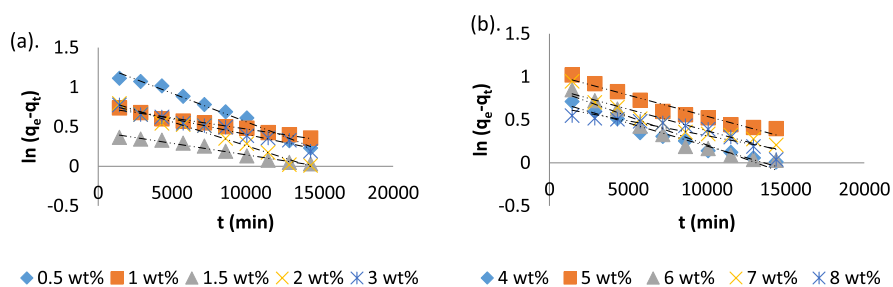 (a).
1.5
1
0.5
0
-0.5
ln (qe-qt)
0 5000 10000 15000 20000
t (min)
0.5 wt% 1 wt% 1.5 wt% 2 wt% 3 wt%
(b).
1.5
1
0.5
0
-0.5
ln (qe-qt)
0 5000 10000 15000 20000
t (min)
4 wt% 5 wt% 6 wt% 7 wt% 8 wt%